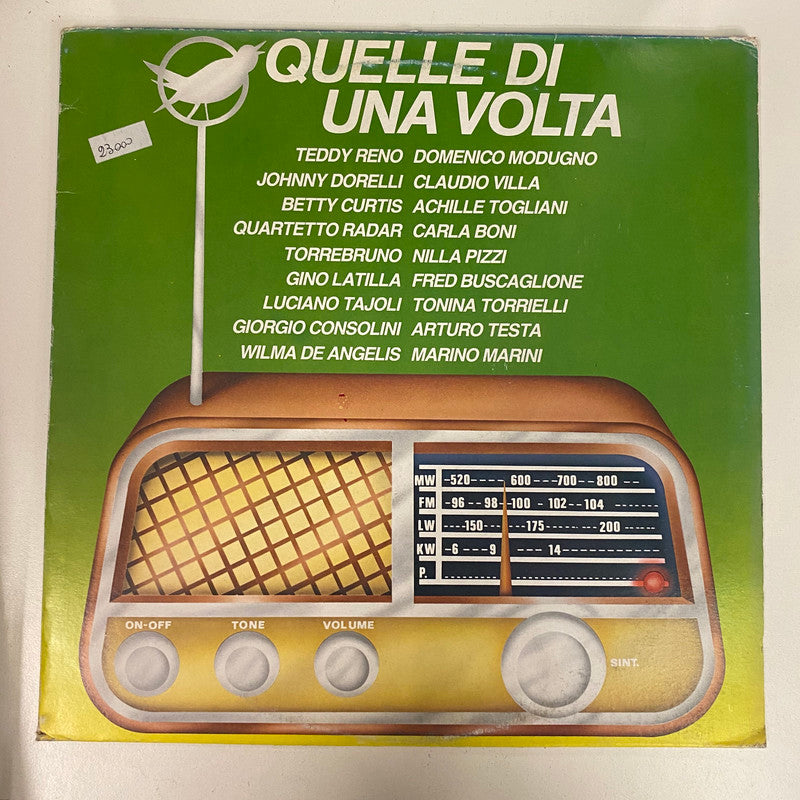 QUELLE DI
UNA VOLTA
23000
TEDDY RENO DOMENICO MODUGNO
JOHNNY DORELLI CLAUDIO VILLA
BETTY CURTIS ACHILLE TOGLIANI
QUARTETTO RADAR CARLA BONI
TORREBRUNO NILLA PIZZI
GINO LATILLA FRED BUSCAGLIONE
LUCIANO TAJOLI TONINA TORRIELLI
GIORGIO CONSOLINI ARTURO TESTA
WILMA DE ANGELIS MARINO MARINI
MW -520---- 600 ---700---800 ---
FM -96 -- 98-100 - 102--104 ------
LW ----150---- ---175------- 200 ----
KW -6 ---9 ---- 14--------------
P. ----------------------
ON-OFF TONE VOLUME
SINT.